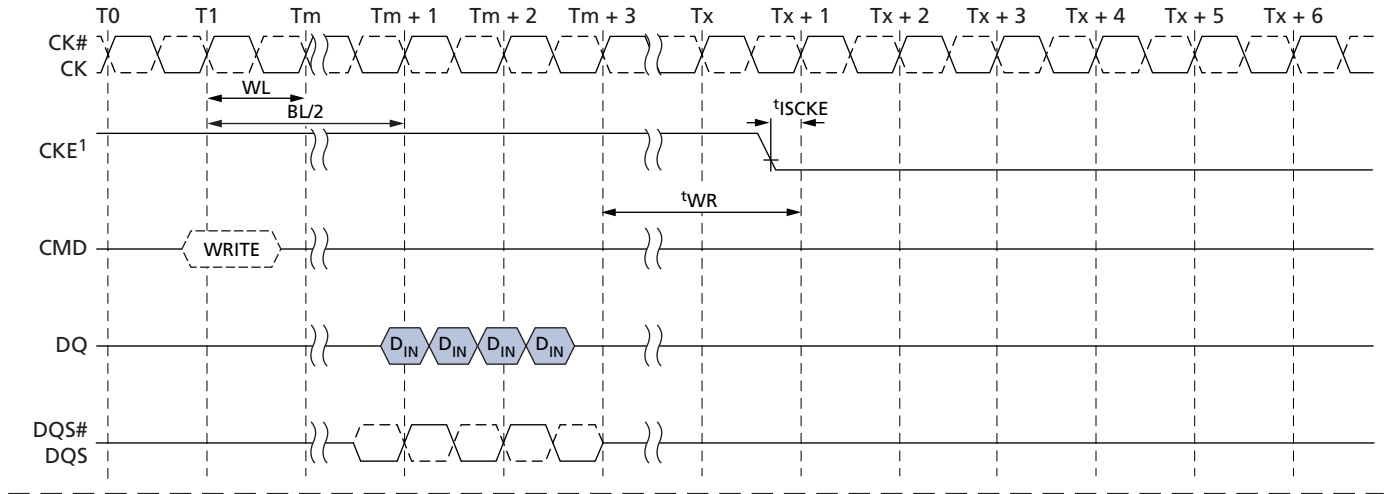 T0 T1 Tm Tm + 1 Tm + 2 Tm + 3 Tx Tx + 1 Tx + 2 Tx + 3 Tx + 4 Tx + 5 Tx + 6
CK#
CK
WL
BL/2
tISCKE
CKE1
tWR
CMD WRITE
DQ DIN DIN DIN DIN
DQS#
DQS